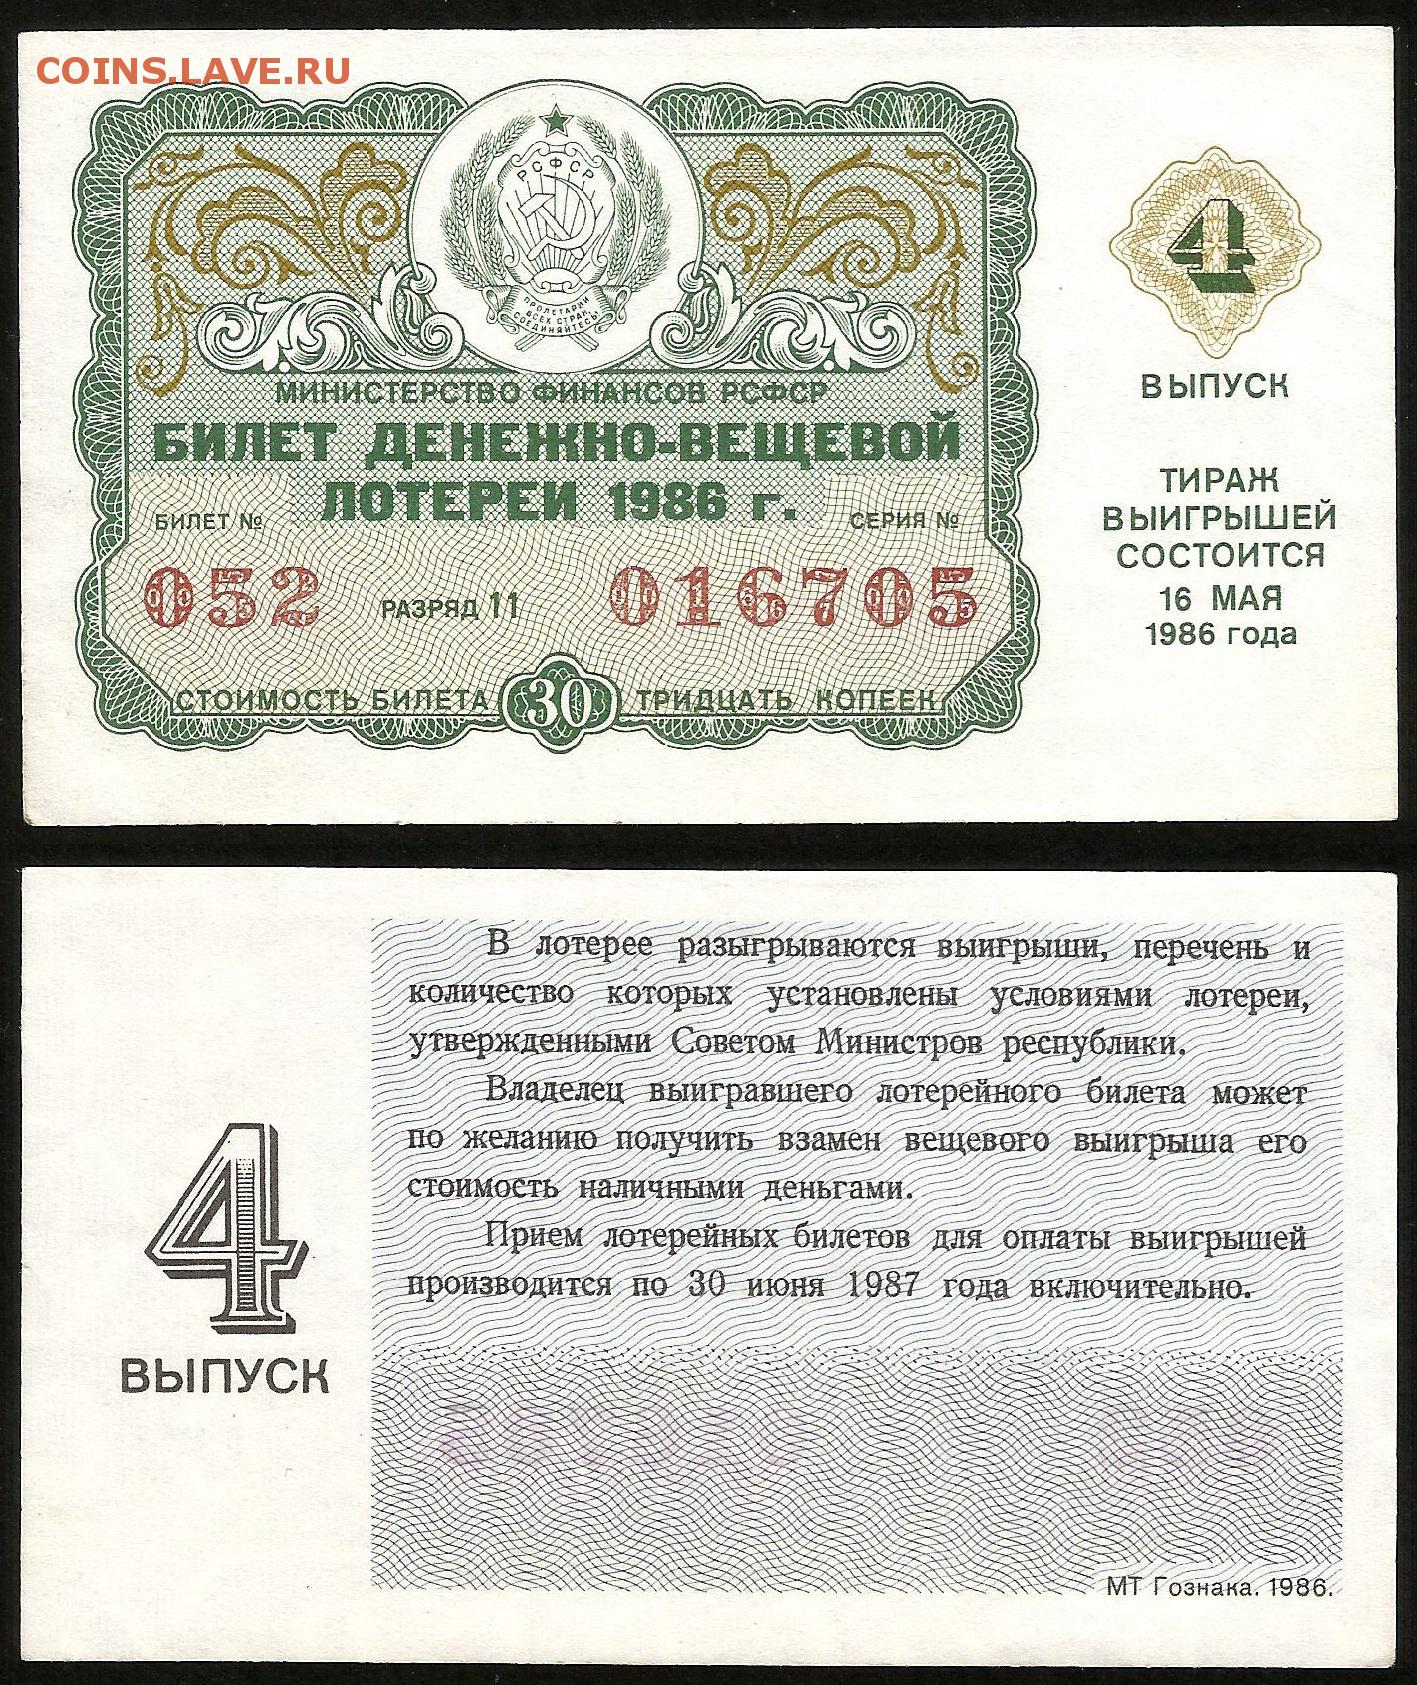 COINS.LAVE.RU
РСФСР
ПРОЛЕТАРИИ
ВСЕХ СТРАН,
СОЕДИНЯЙТЕСЬ!
МИНИСТЕРСТВО ФИНАНСОВ РСФСР
БИЛЕТ ДЕНЕЖНО-ВЕЩЕВОЙ
ЛОТЕРЕИ 1986 г.
БИЛЕТ № СЕРИЯ №
052 РАЗРЯД 11 016705
СТОИМОСТЬ БИЛЕТА 30 ТРИДЦАТЬ КОПЕЕК
4
ВЫПУСК
ТИРАЖ
ВЫИГРЫШЕЙ
СОСТОИТСЯ
16 МАЯ
1986 года
4
ВЫПУСК
В лотерее разыгрываются выигрыши, перечень и
количество которых установлены условиями лотереи,
утвержденными Советом Министров республики.
Владелец выигравшего лотерейного билета может
по желанию получить взамен вещевого выигрыша его
стоимость наличными деньгами.
Прием лотерейных билетов для оплаты выигрышей
производится по 30 июня 1987 года включительно.
МТ Гознака. 1986.